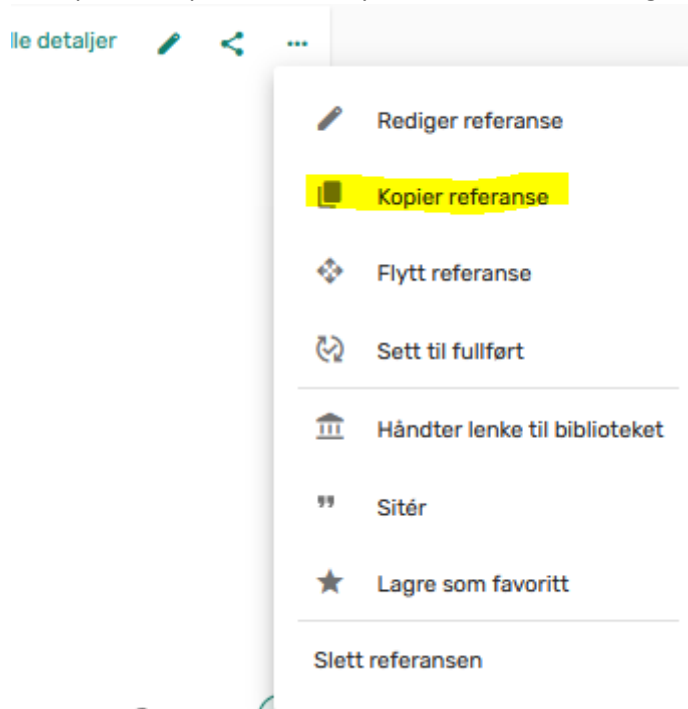 lle detaljer
Rediger referanse
Kopier referanse
Flytt referanse
Sett til fullført
Håndter lenke til biblioteket
Sitér
Lagre som favoritt
Slett referansen